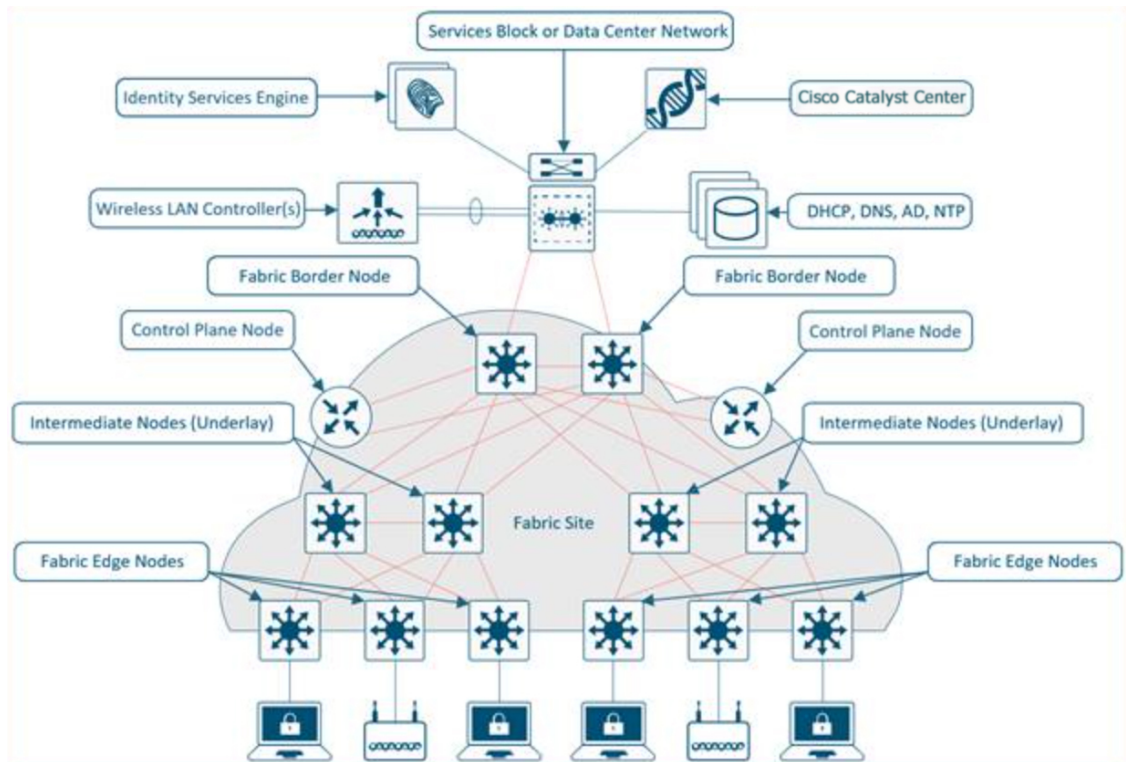 Services Block or Data Center Network
Identity Services Engine
Cisco Catalyst Center
Wireless LAN Controller(s)
DHCP, DNS, AD, NTP
Fabric Border Node
Fabric Border Node
Control Plane Node
Control Plane Node
Intermediate Nodes (Underlay)
Intermediate Nodes (Underlay)
Fabric Site
Fabric Edge Nodes
Fabric Edge Nodes